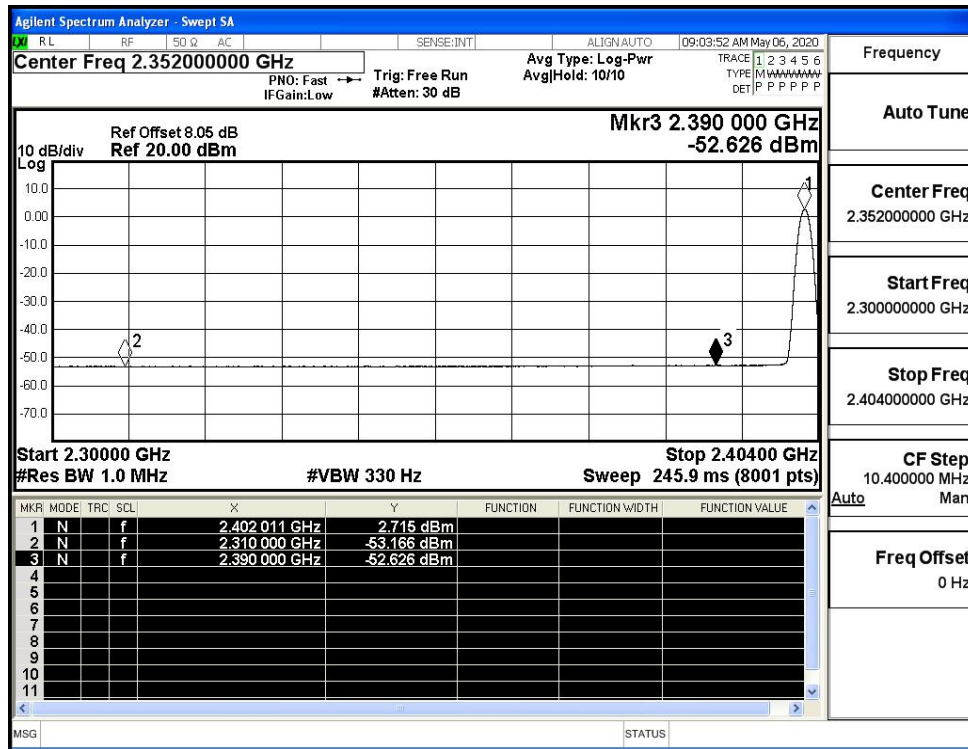 Agilent Spectrum Analyzer - Swept SA
LXI RL RF 50 Ω AC SENSE:INT ALIGN AUTO 09:03:52 AM May 06, 2020
Center Freq 2.352000000 GHz
PNO: Fast
IFGain:Low
Trig: Free Run
#Atten: 30 dB
Avg Type: Log-Pwr
Avg|Hold: 10/10
TRACE 1 2 3 4 5 6
TYPE M WWWWW
DET P P P P P P
Ref Offset 8.05 dB
10 dB/div Ref 20.00 dBm
Log
Mkr3 2.390 000 GHz
-52.626 dBm
10.0
0.00
-10.0
-20.0
-30.0
-40.0
-50.0
-60.0
-70.0
1
2
3
Start 2.30000 GHz Stop 2.40400 GHz
#Res BW 1.0 MHz #VBW 330 Hz Sweep 245.9 ms (8001 pts)
MKR MODE TRC SCL X Y FUNCTION FUNCTION WIDTH FUNCTION VALUE
1 N f 2.402 011 GHz 2.715 dBm
2 N f 2.310 000 GHz -53.166 dBm
3 N f 2.390 000 GHz -52.626 dBm
4
5
6
7
8
9
10
11
MSG STATUS
Frequency
Auto Tune
Center Freq
2.352000000 GHz
Start Freq
2.300000000 GHz
Stop Freq
2.404000000 GHz
CF Step
10.400000 MHz
Auto Man
Freq Offset
0 Hz